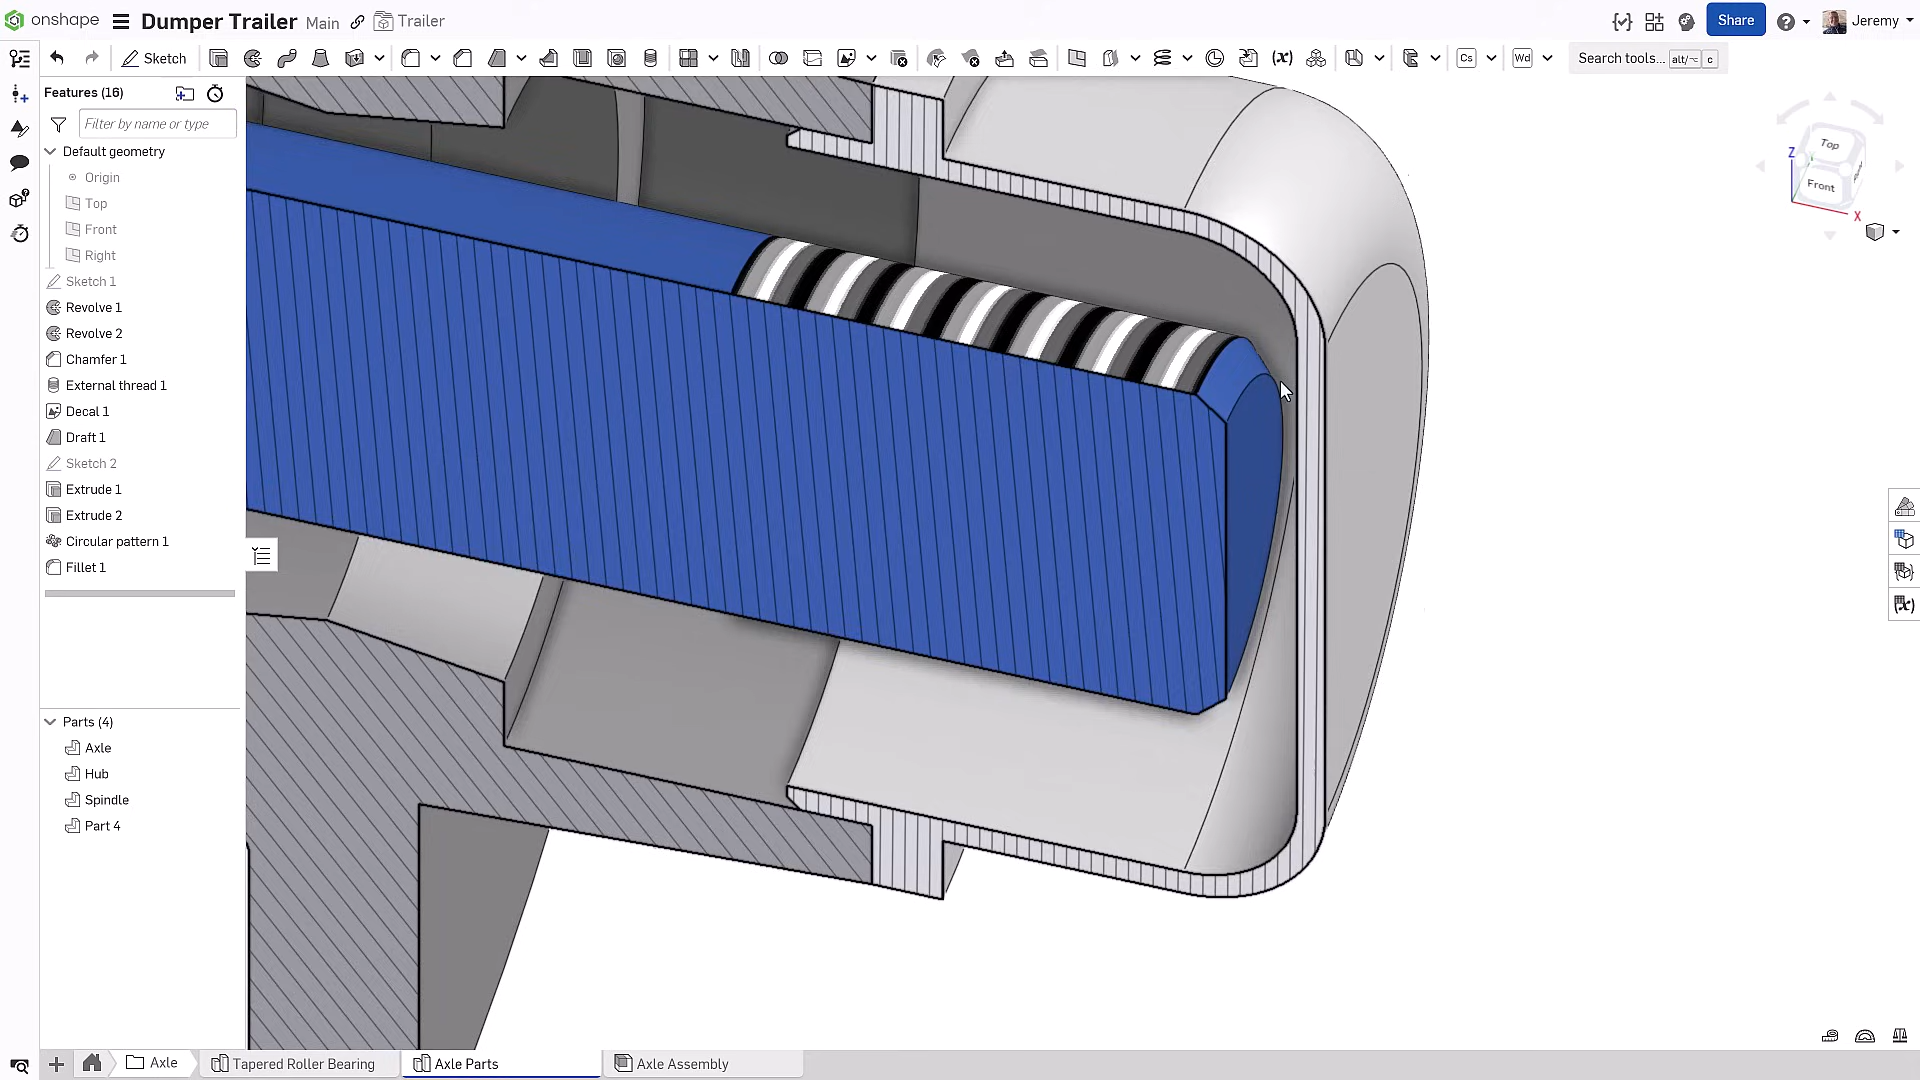 onshape Dumper Trailer Main Trailer Share Jeremy
Sketch Cs Wd Search tools... alt/⌥ c
Features (16)
Filter by name or type
Default geometry
Origin
Top
Front
Right
Sketch 1
Revolve 1
Revolve 2
Chamfer 1
External thread 1
Decal 1
Draft 1
Sketch 2
Extrude 1
Extrude 2
Circular pattern 1
Fillet 1
Parts (4)
Axle
Hub
Spindle
Part 4
Top
Z
Front
X
(x)
Axle Tapered Roller Bearing Axle Parts Axle Assembly